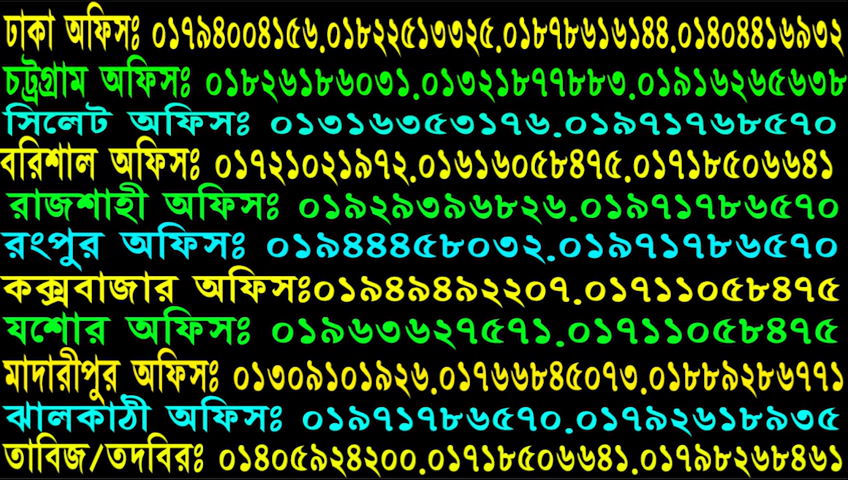 ঢাকা অফিসঃ ০১৭৯৪০০৪১৫৬.০১৮২২৫১৩৩২৫.০১৮৭৮৬১৬১৪৪.০১৪০৪৪১৬৯৩২
চট্রগ্রাম অফিসঃ ০১৮২৬১৮৬০৩১.০১৩২১৮৭৭৮৮৩.০১৯১৬২৬৫৬৩৮
সিলেট অফিসঃ ০১৩১৬৩৫৩১৭৬.০১৯৭১৭৬৮৫৭০
বরিশাল অফিসঃ ০১৭২১০২১৯৭২.০১৬১৬০৫৮৪৭৫.০১৭১৮৫০৬৬৪১
রাজশাহী অফিসঃ ০১৯২৯৩৯৬৮২৬.০১৯৭১৭৮৬৫৭০
রংপুর অফিসঃ ০১৯৪৪৪৫৮০৩২.০১৯৭১৭৮৬৫৭০
কক্সবাজার অফিসঃ০১৯৪৯৪৯২২০৭.০১৭১১০৫৮৪৭৫
যশোর অফিসঃ ০১৯৬৩৬২৭৫৭১.০১৭১১০৫৮৪৭৫
মাদারীপুর অফিসঃ ০১৩০৯১০১৯২৬.০১৭৬৬৮৪৫০৭৩.০১৮৮৯২৮৬৭৭১
ঝালকাঠী অফিসঃ ০১৯৭১৭৮৬৫৭০.০১৭৯২৬১৮৯৩৫
তাবিজ/তদবিরঃ ০১৪০৫৯২৪২০০.০১৭১৮৫০৬৬৪১.০১৭৯৮২৬৮৪৬১